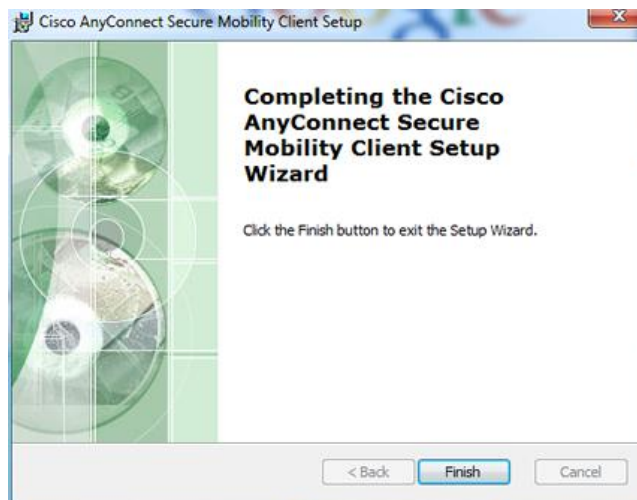 Cisco AnyConnect Secure Mobility Client Setup
x
Completing the Cisco
AnyConnect Secure
Mobility Client Setup
Wizard
Click the Finish button to exit the Setup Wizard.
< Back Finish Cancel